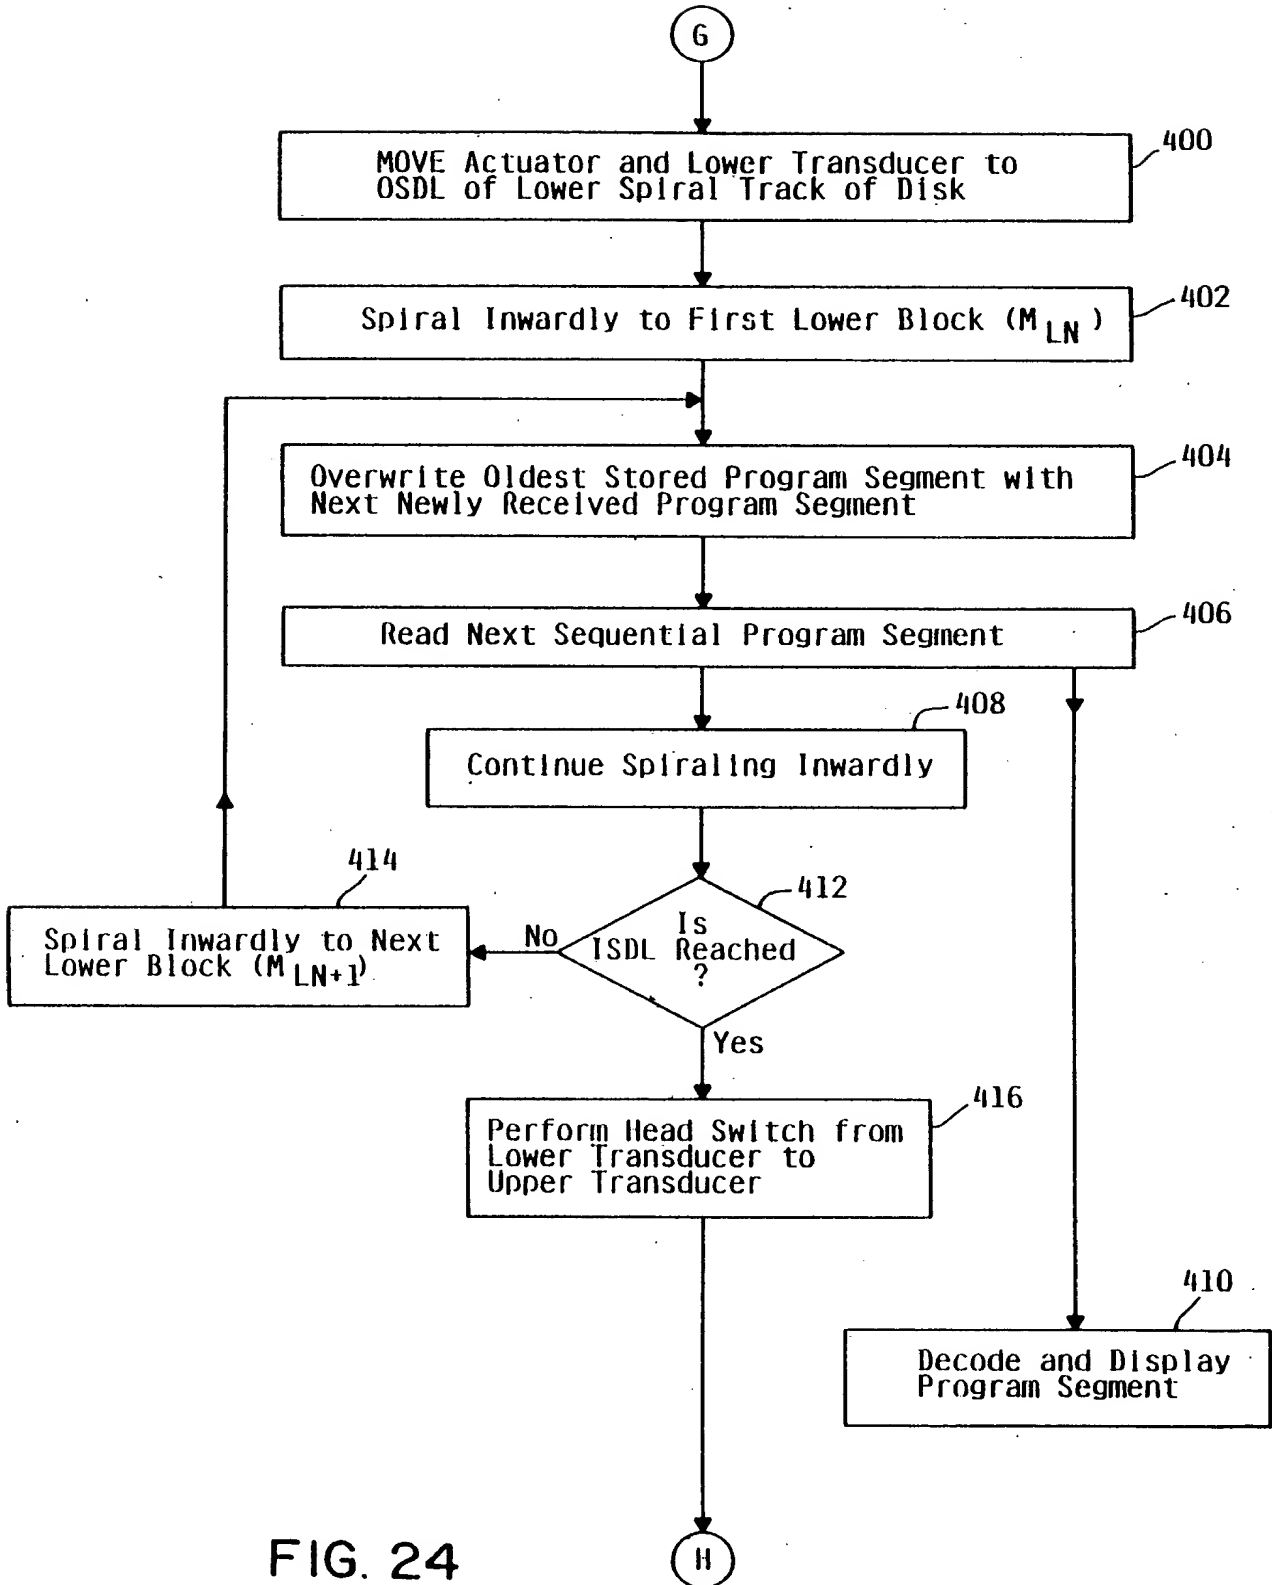 G
400
MOVE Actuator and Lower Transducer to
OSDL of Lower Spiral Track of Disk
402
Spiral Inwardly to First Lower Block (M LN )
404
Overwrite Oldest Stored Program Segment with
Next Newly Received Program Segment
406
Read Next Sequential Program Segment
408
Continue Spiraling Inwardly
414
412
Spiral Inwardly to Next
Lower Block (M LN+1)
No
Is
ISDL Reached
?
Yes
416
Perform Head Switch from
Lower Transducer to
Upper Transducer
410
Decode and Display
Program Segment
FIG. 24
H